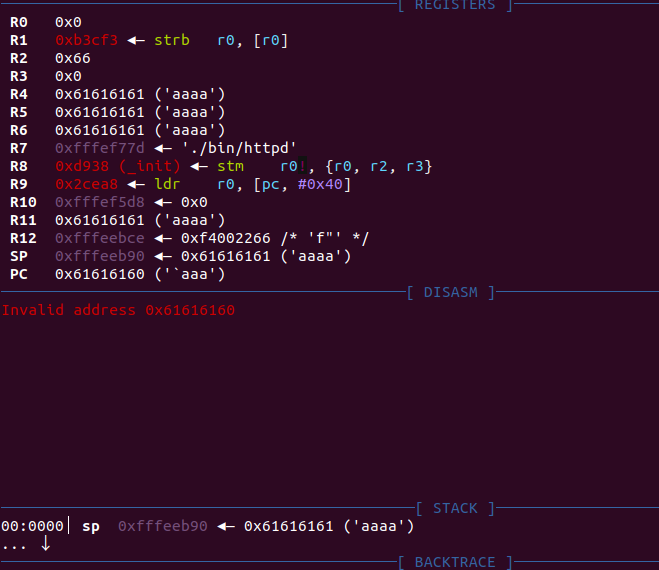 [ REGISTERS ]
R0 0x0
R1 0xb3cf3 ◂— strb r0, [r0]
R2 0x66
R3 0x0
R4 0x61616161 ('aaaa')
R5 0x61616161 ('aaaa')
R6 0x61616161 ('aaaa')
R7 0xfffef77d ◂— './bin/httpd'
R8 0xd938 (_init) ◂— stm r0!, {r0, r2, r3}
R9 0x2cea8 ◂— ldr r0, [pc, #0x40]
R10 0xfffef5d8 ◂— 0x0
R11 0x61616161 ('aaaa')
R12 0xfffeebce ◂— 0xf4002266 /* 'f"' */
SP 0xfffeeb90 ◂— 0x61616161 ('aaaa')
PC 0x61616160 ('`aaa')
[ DISASM ]
Invalid address 0x61616160
[ STACK ]
00:0000│ sp 0xfffeeb90 ◂— 0x61616161 ('aaaa')
... ↓
[ BACKTRACE ]